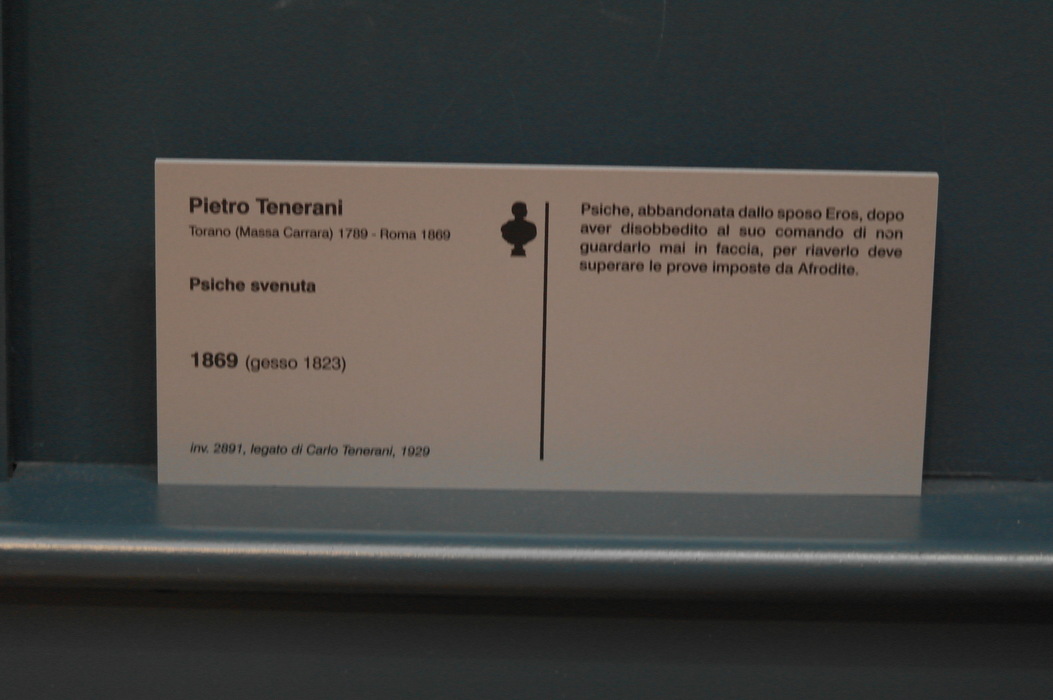 Pietro Tenerani
Torano (Massa Carrara) 1789 - Roma 1869
Psiche svenuta
1869 (gesso 1823)
inv. 2891, legato di Carlo Tenerani, 1929
Psiche, abbandonata dallo sposo Eros, dopo
aver disobbedito al suo comando di non
guardarlo mai in faccia, per riaverlo deve
superare le prove imposte da Afrodite.